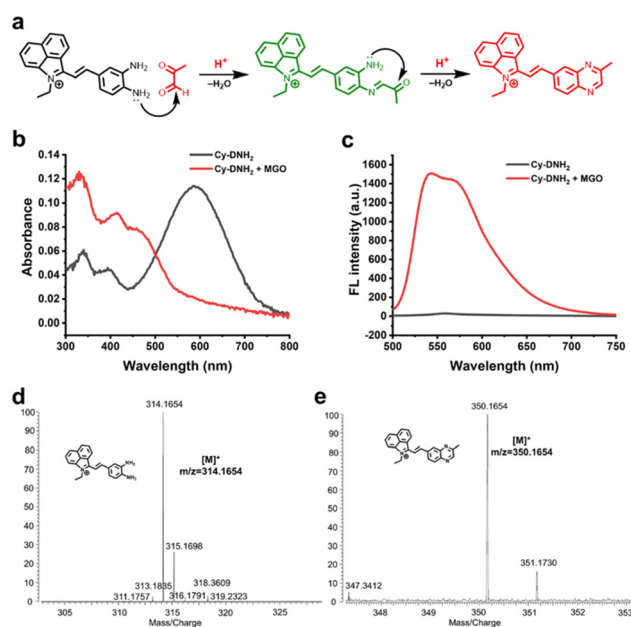 a
NH₂
NH₂
N
⊕
O
O
H
H⁺
−H₂O
NH₂
N
O
N
⊕
H⁺
−H₂O
N
N
N
⊕
b
Cy-DNH₂
Cy-DNH₂ + MGO
Absorbance
0.14
0.12
0.10
0.08
0.06
0.04
0.02
0.00
300 400 500 600 700 800
Wavelength (nm)
c
Cy-DNH₂
Cy-DNH₂ + MGO
FL intensity (a.u.)
1600
1400
1200
1000
800
600
400
200
0
-200
500 550 600 650 700 750
Wavelength (nm)
d
314.1654
[M]⁺
m/z=314.1654
NH₂
NH₂
N
⊕
315.1698
313.1835
318.3609
311.1757
316.1791
319.2323
100
90
80
70
60
50
40
30
20
10
0
305 310 315 320 325
Mass/Charge
e
350.1654
[M]⁺
m/z=350.1654
N
N
N
⊕
351.1730
347.3412
100
90
80
70
60
50
40
30
20
10
0
348 349 350 351 352 353
Mass/Charge